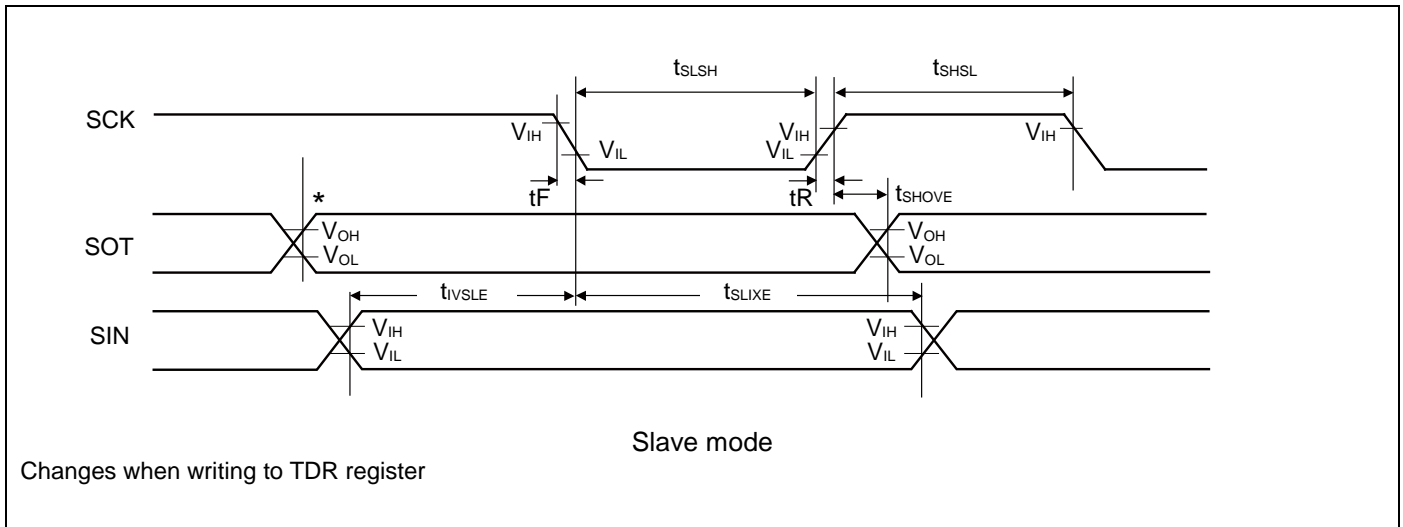 tSLSH tSHSL
SCK VIH VIL VIL VIH VIH
tF tR tSHOVE
*
SOT VOH VOL VOH VOL
tIVSLE tSLIXE
SIN VIH VIL VIH VIL
Slave mode
Changes when writing to TDR register